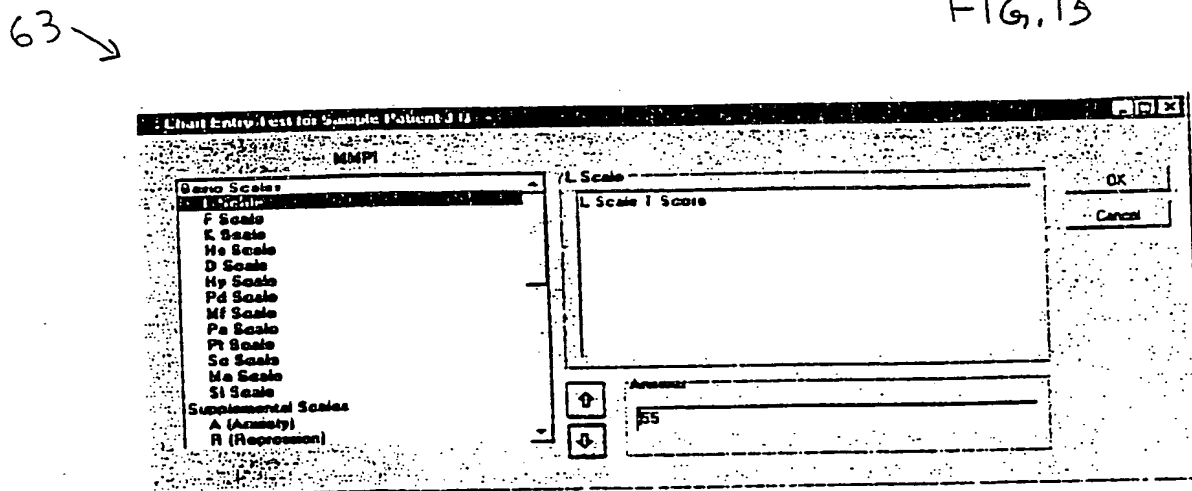 63
FIG. 15
Chart Entry Test for Sample Patient
MMPI
Basic Scales
L Scale
F Scale
K Scale
Hs Scale
D Scale
Hy Scale
Pd Scale
Mf Scale
Pa Scale
Pt Scale
Sc Scale
Ma Scale
Si Scale
Supplemental Scales
A (Anxiety)
R (Repression)
L Scale
L Scale T Score
Answer
55
OK
Cancel